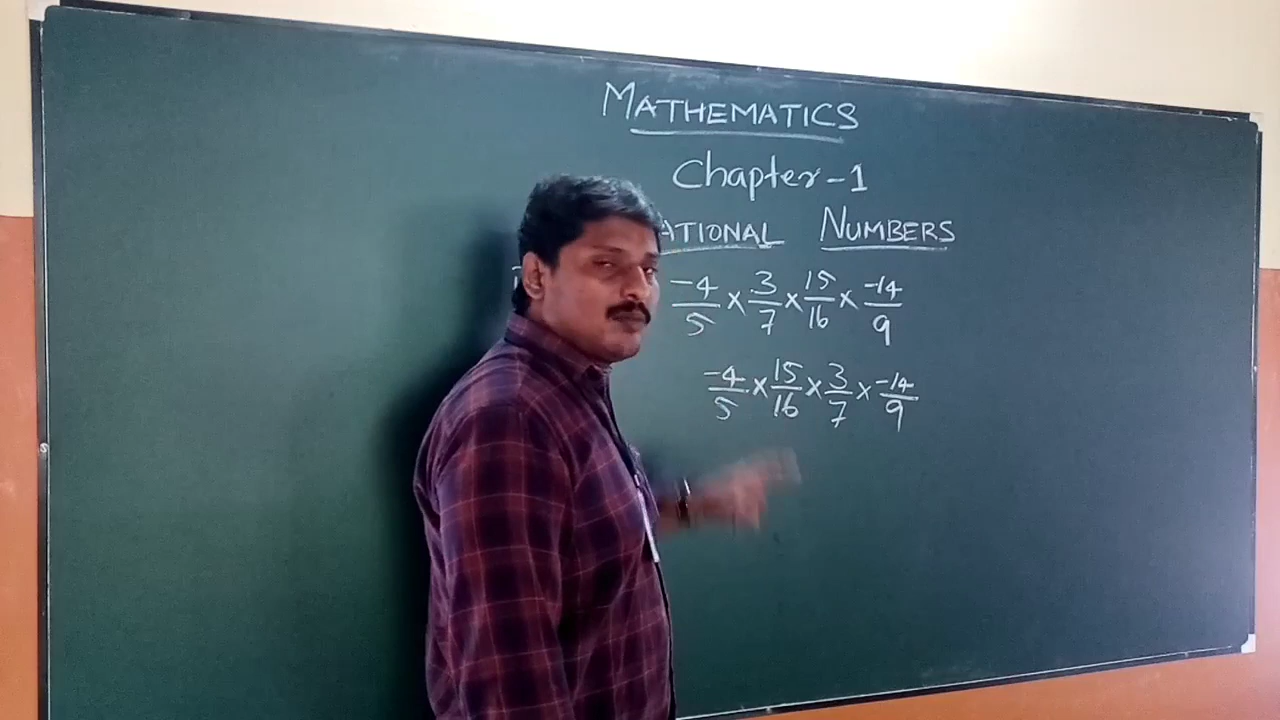 MATHEMATICS
Chapter-1
ATIONAL NUMBERS
-4/5 × 3/7 × 15/16 × -14/9
-4/5 × 15/16 × 3/7 × -14/9